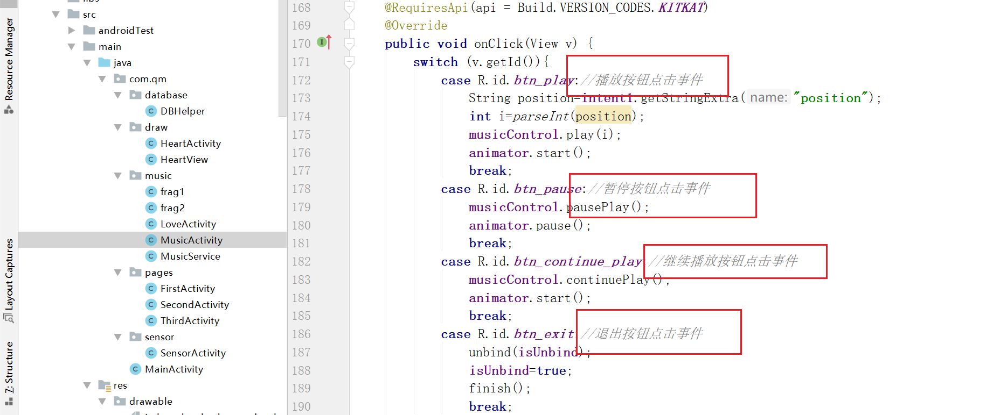 Resource Manager
Layout Captures
7: Structure
libs
src
androidTest
main
java
com.qm
database
DBHelper
draw
HeartActivity
HeartView
music
frag1
frag2
LoveActivity
MusicActivity
MusicService
pages
FirstActivity
SecondActivity
ThirdActivity
sensor
SensorActivity
MainActivity
res
drawable
168 @RequiresApi(api = Build.VERSION_CODES.KITKAT)
169 @Override
170 public void onClick(View v) {
171 switch (v.getId()){
172 case R.id.btn_play://播放按钮点击事件
173 String position=intent1.getStringExtra( name: "position");
174 int i=parseInt(position);
175 musicControl.play(i);
176 animator.start();
177 break;
178 case R.id.btn_pause://暂停按钮点击事件
179 musicControl.pausePlay();
180 animator.pause();
181 break;
182 case R.id.btn_continue_play://继续播放按钮点击事件
183 musicControl.continuePlay();
184 animator.start();
185 break;
186 case R.id.btn_exit://退出按钮点击事件
187 unbind(isUnbind);
188 isUnbind=true;
189 finish();
190 break;